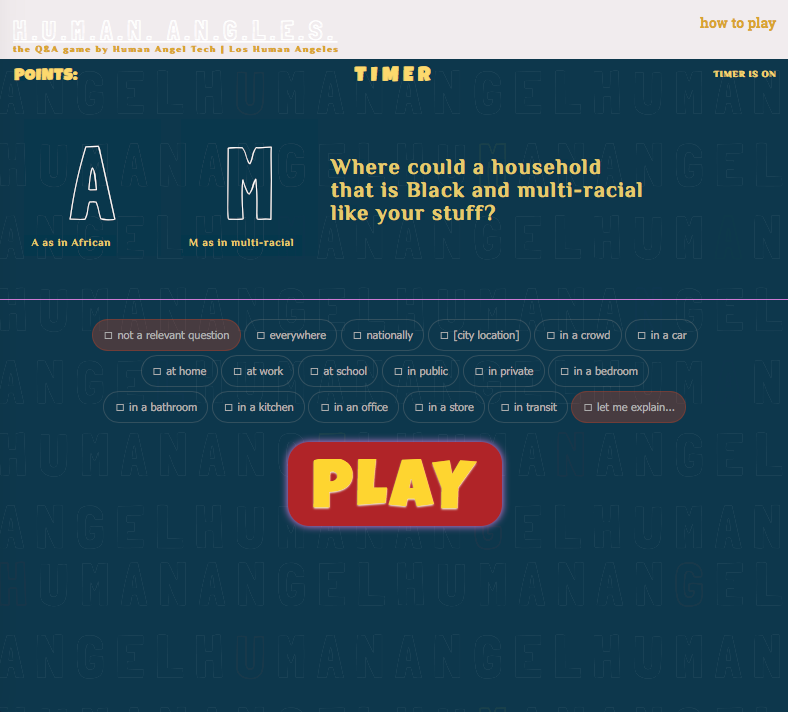 H.U.M.A.N. A.N.G.L.E.S.
how to play
the Q&A game by Human Angel Tech | Los Human Angeles
POINTS:
TIMER
TIMER IS ON
A
M
Where could a household
that is Black and multi-racial
like your stuff?
A as in African
M as in multi-racial
not a relevant question
everywhere
nationally
[city location]
in a crowd
in a car
at home
at work
at school
in public
in private
in a bedroom
in a bathroom
in a kitchen
in an office
in a store
in transit
let me explain...
PLAY